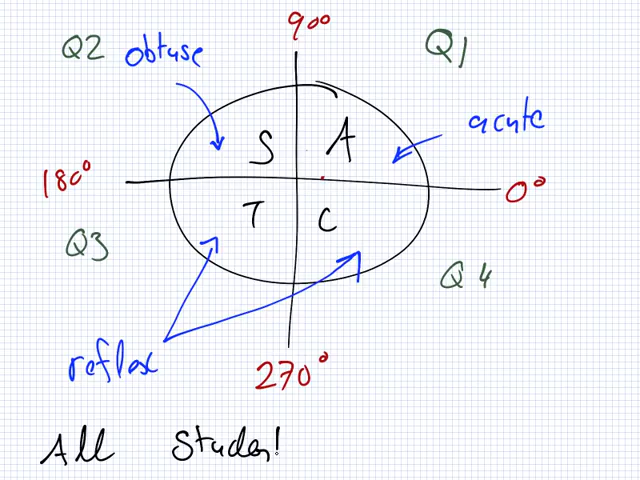 90°
Q2 obtuse Q1
acute
S A
180° 0°
T C
Q3 Q4
reflex
270°
All Studen